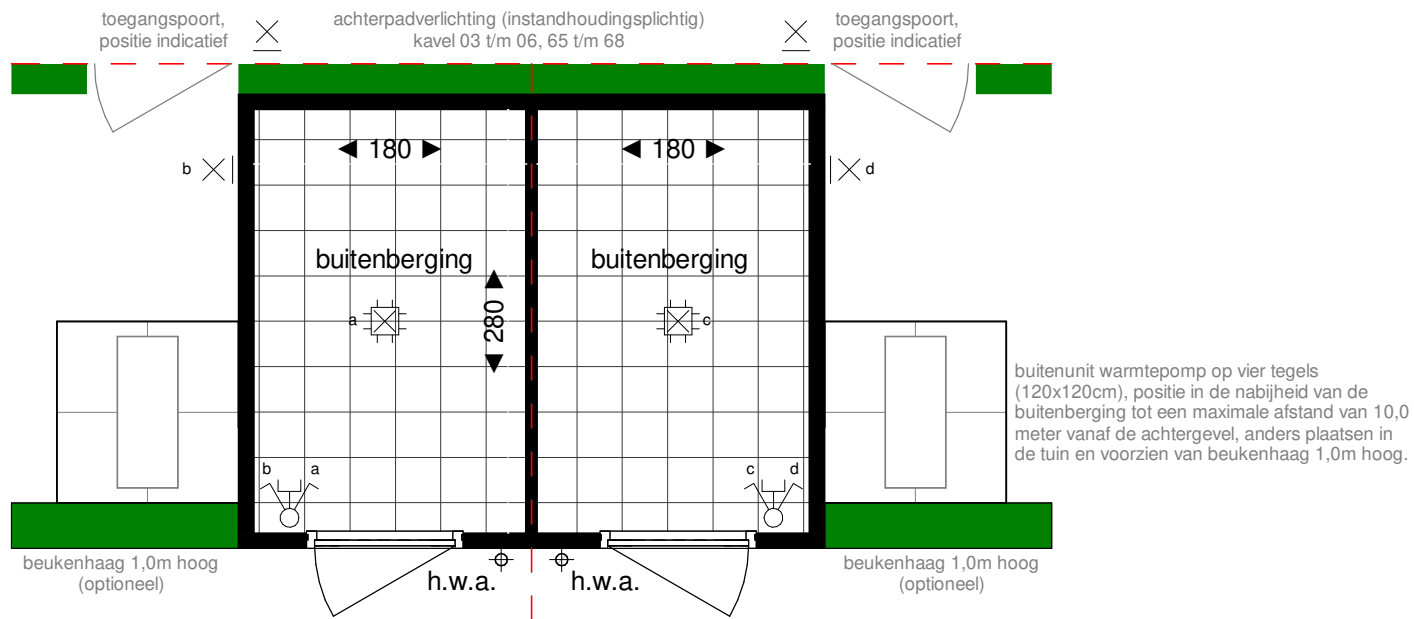 toegangspoort,
positie indicatief
achterpadverlichting (instandhoudingsplichtig)
kavel 03 t/m 06, 65 t/m 68
toegangspoort,
positie indicatief
180
180
b
d
buitenberging
buitenberging
280
a
c
buitenunit warmtepomp op vier tegels
(120x120cm), positie in de nabijheid van de
buitenberging tot een maximale afstand van 10,0
meter vanaf de achtergevel, anders plaatsen in
de tuin en voorzien van beukenhaag 1,0m hoog.
b a
c d
beukenhaag 1,0m hoog
(optioneel)
h.w.a.
h.w.a.
beukenhaag 1,0m hoog
(optioneel)